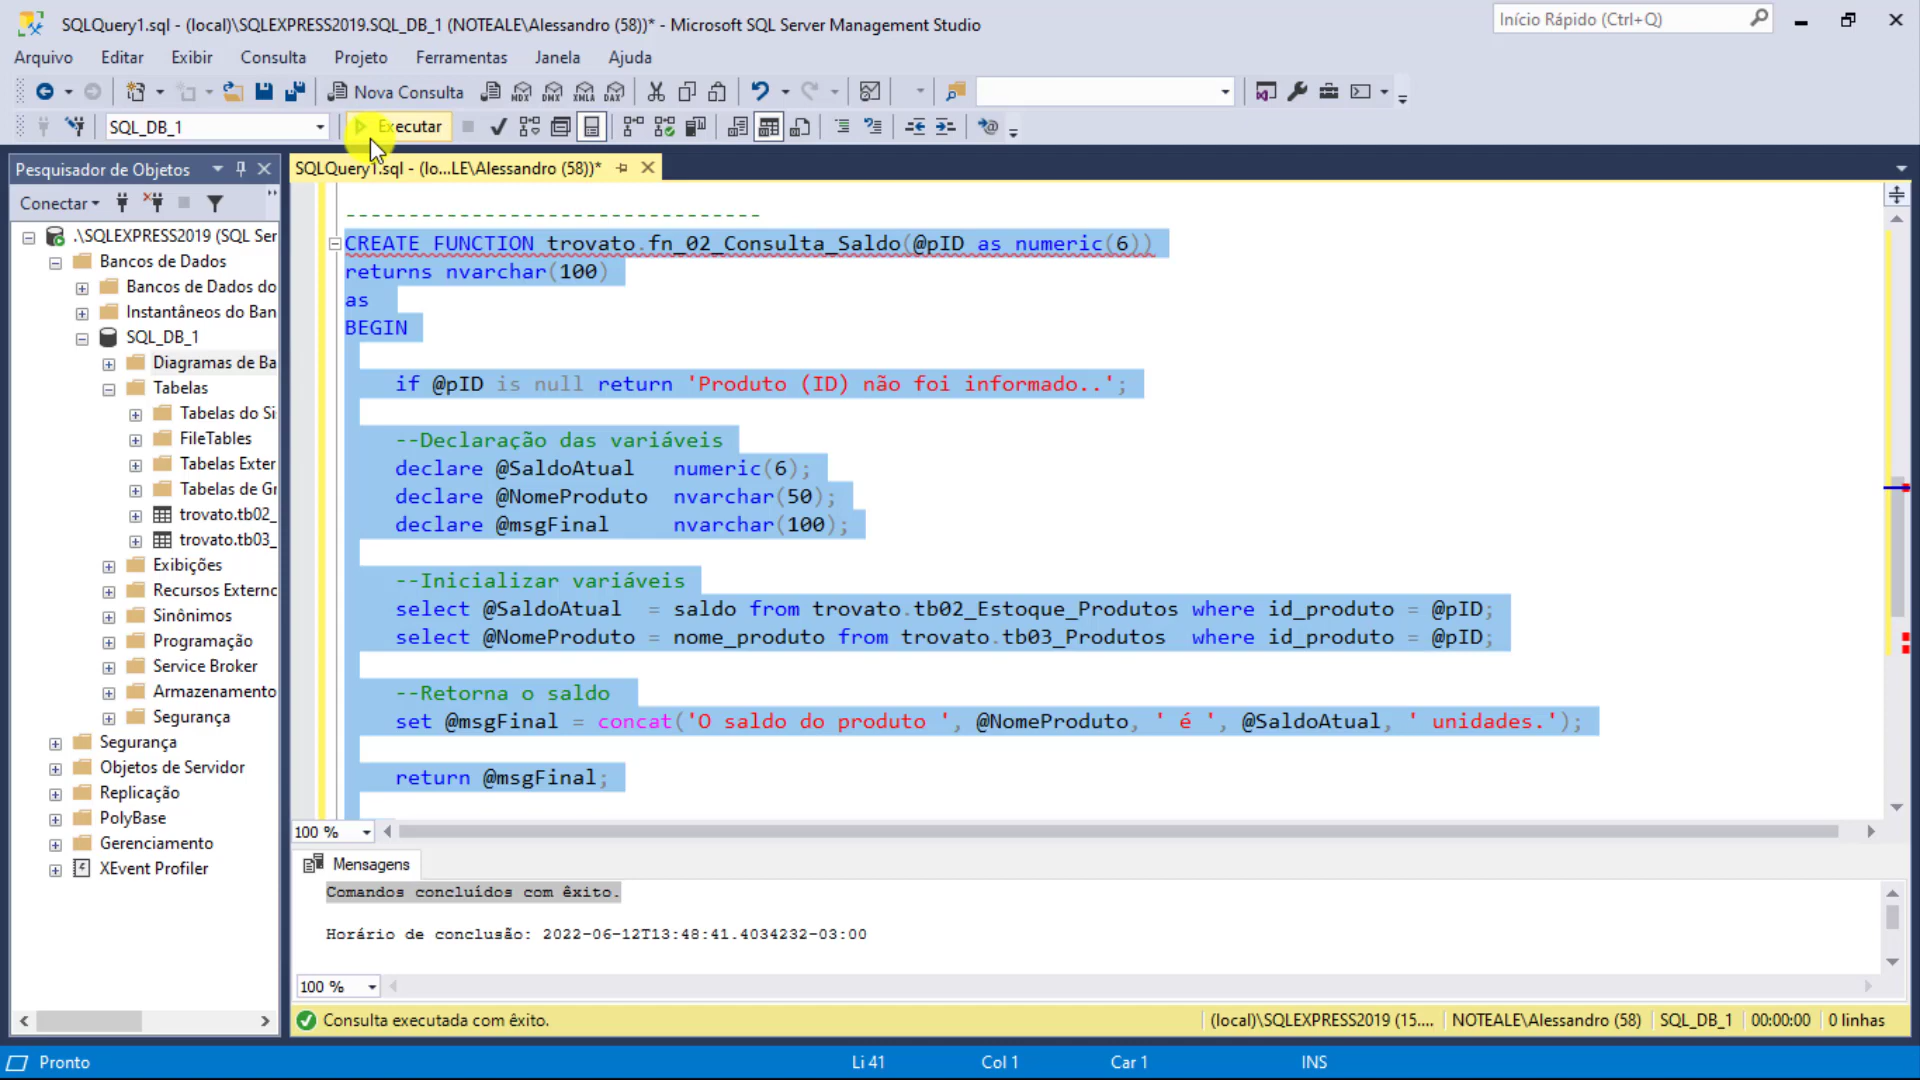 SQLQuery1.sql - (local)\SQLEXPRESS2019.SQL_DB_1 (NOTEALE\Alessandro (58))* - Microsoft SQL Server Management Studio
Início Rápido (Ctrl+Q)
Arquivo Editar Exibir Consulta Projeto Ferramentas Janela Ajuda
Nova Consulta MDX DMX XMLA DAX
SQL_DB_1 Executar
Pesquisador de Objetos
SQLQuery1.sql - (lo...LE\Alessandro (58))*
Conectar
.\SQLEXPRESS2019 (SQL Ser
Bancos de Dados
Bancos de Dados do
Instantâneos do Ban
SQL_DB_1
Diagramas de Ba
Tabelas
Tabelas do Si
FileTables
Tabelas Exter
Tabelas de Gr
trovato.tb02_
trovato.tb03_
Exibições
Recursos Externo
Sinônimos
Programação
Service Broker
Armazenamento
Segurança
Segurança
Objetos de Servidor
Replicação
PolyBase
Gerenciamento
XEvent Profiler
---------------------------------
CREATE FUNCTION trovato.fn_02_Consulta_Saldo(@pID as numeric(6))
returns nvarchar(100)
as
BEGIN
if @pID is null return 'Produto (ID) não foi informado..';
--Declaração das variáveis
declare @SaldoAtual numeric(6);
declare @NomeProduto nvarchar(50);
declare @msgFinal nvarchar(100);
--Inicializar variáveis
select @SaldoAtual = saldo from trovato.tb02_Estoque_Produtos where id_produto = @pID;
select @NomeProduto = nome_produto from trovato.tb03_Produtos where id_produto = @pID;
--Retorna o saldo
set @msgFinal = concat('O saldo do produto ', @NomeProduto, ' é ', @SaldoAtual, ' unidades.');
return @msgFinal;
100 %
Mensagens
Comandos concluídos com êxito.
Horário de conclusão: 2022-06-12T13:48:41.4034232-03:00
100 %
Consulta executada com êxito. (local)\SQLEXPRESS2019 (15.... NOTEALE\Alessandro (58) SQL_DB_1 00:00:00 0 linhas
Pronto Li 41 Col 1 Car 1 INS